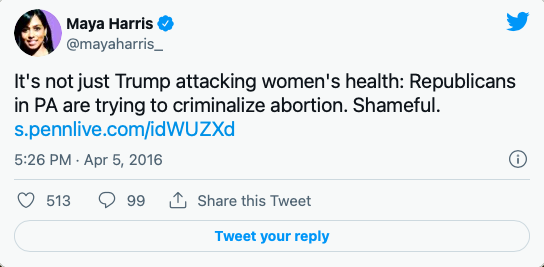 Maya Harris
@mayaharris_
It's not just Trump attacking women's health: Republicans
in PA are trying to criminalize abortion. Shameful.
s.pennlive.com/idWUZXd
5:26 PM · Apr 5, 2016
513 99 Share this Tweet
Tweet your reply